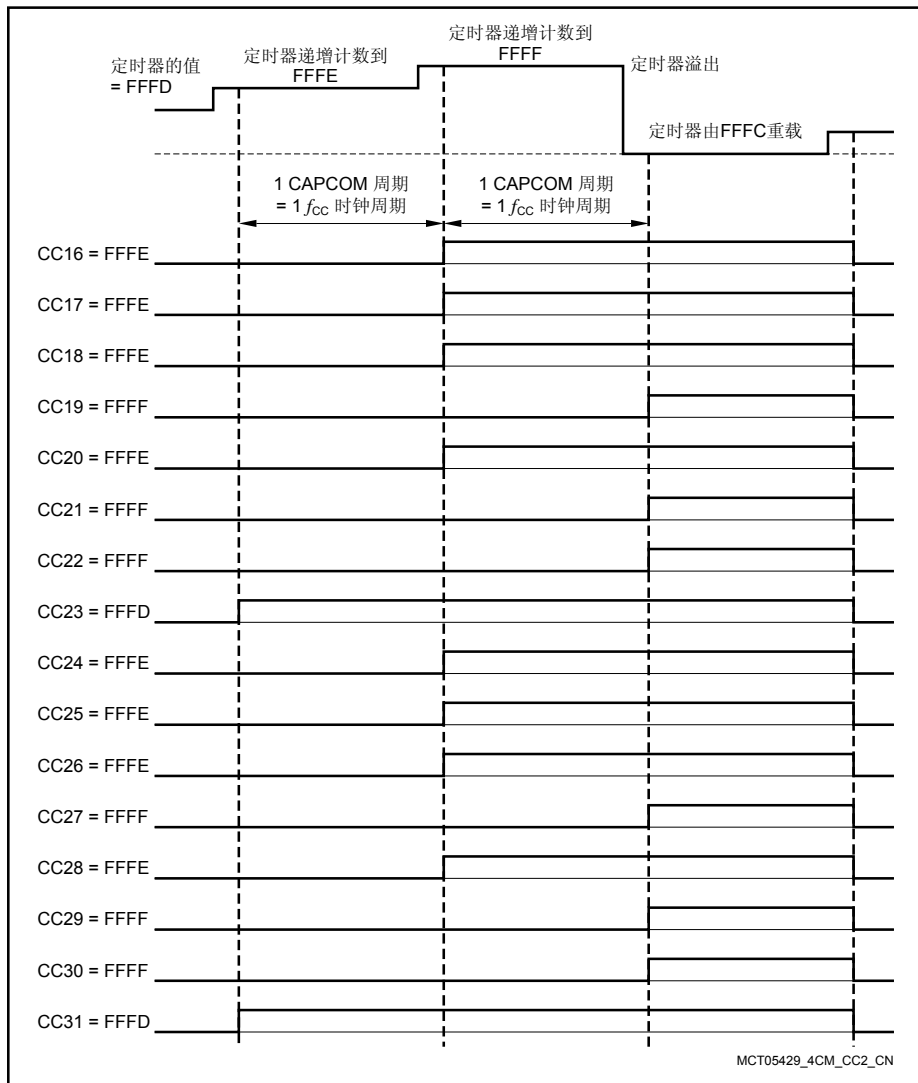 定时器的值
= FFFD
定时器递增计数到
FFFE
定时器递增计数到
FFFF
定时器溢出
定时器由FFFC重载
1 CAPCOM 周期
= 1 fCC 时钟周期
1 CAPCOM 周期
= 1 fCC 时钟周期
CC16 = FFFE
CC17 = FFFE
CC18 = FFFE
CC19 = FFFF
CC20 = FFFE
CC21 = FFFF
CC22 = FFFF
CC23 = FFFD
CC24 = FFFE
CC25 = FFFE
CC26 = FFFE
CC27 = FFFF
CC28 = FFFE
CC29 = FFFF
CC30 = FFFF
CC31 = FFFD
MCT05429_4CM_CC2_CN